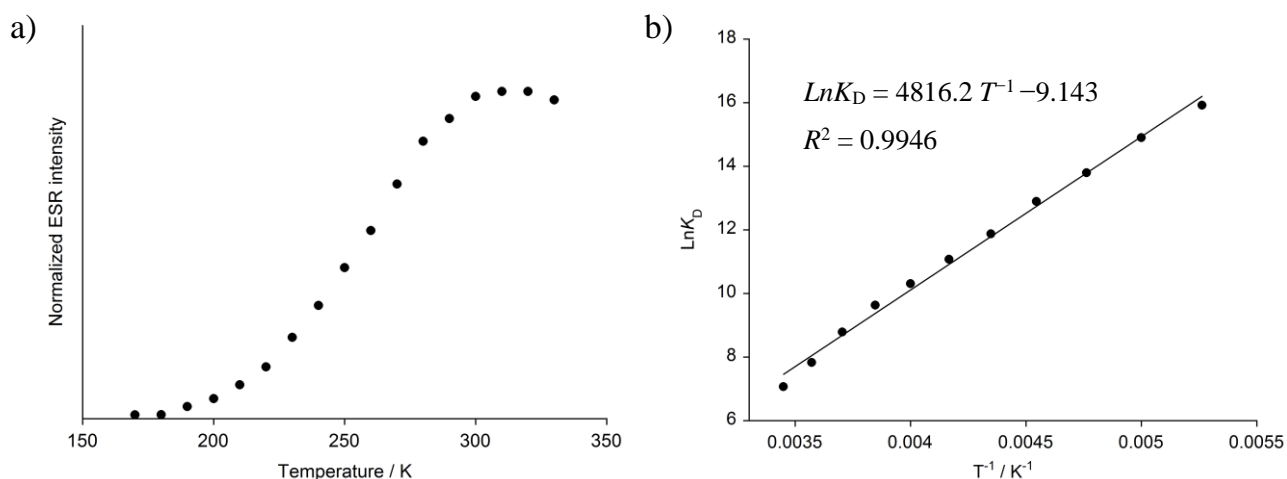 a)
Normalized ESR intensity
150
200
250
300
350
Temperature / K
b)
18
16
14
12
10
8
6
LnK_D
LnK_D = 4816.2 T⁻¹ –9.143
R² = 0.9946
0.0035
0.004
0.0045
0.005
0.0055
T⁻¹ / K⁻¹